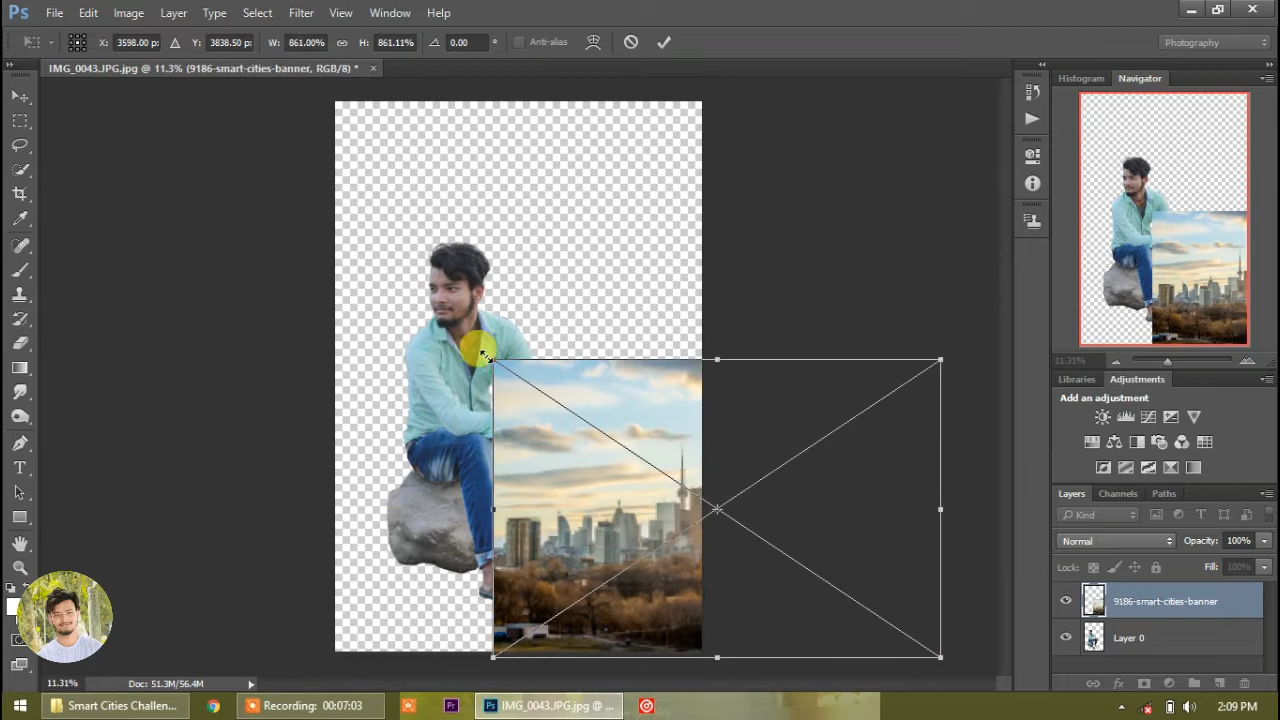 Ps File Edit Image Layer Type Select Filter View Window Help
X: 3598.00 p: Y: 3838.50 p: W: 861.00% H: 861.11% 0.00 ° Anti-alias Photography
IMG_0043.JPG.jpg @ 11.3% (9186-smart-cities-banner, RGB/8) * ×
Histogram Navigator
11.31%
Libraries Adjustments
Add an adjustment
Layers Channels Paths
Kind
Normal Opacity: 100%
Lock: Fill: 100%
9186-smart-cities-banner
Layer 0
11.31% Doc: 51.3M/56.4M
Smart Cities Challen... Recording: 00:07:03 Pr Ps IMG_0043.JPG.jpg @ ... 2:09 PM